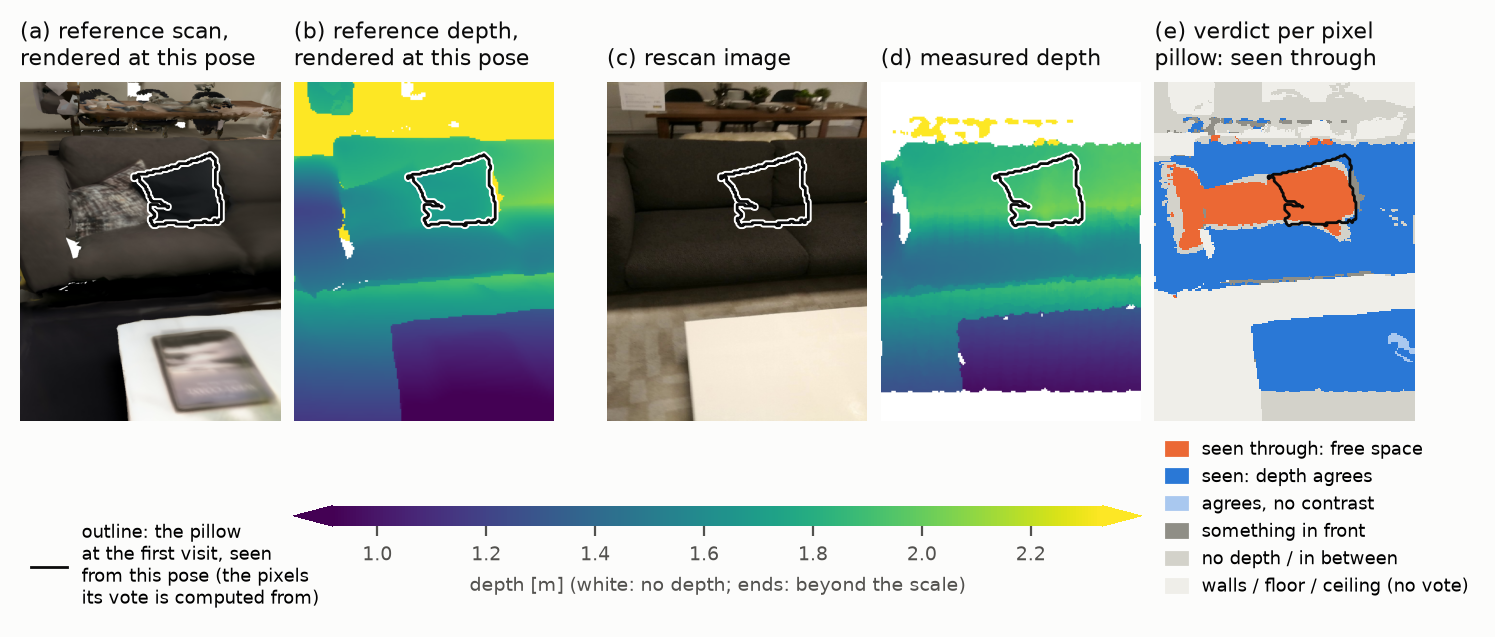 (a) reference scan,
rendered at this pose
(b) reference depth,
rendered at this pose
(c) rescan image
(d) measured depth
(e) verdict per pixel
pillow: seen through
seen through: free space
seen: depth agrees
agrees, no contrast
something in front
no depth / in between
walls / floor / ceiling (no vote)
outline: the pillow
at the first visit, seen
from this pose (the pixels
its vote is computed from)
1.0 1.2 1.4 1.6 1.8 2.0 2.2
depth [m] (white: no depth; ends: beyond the scale)